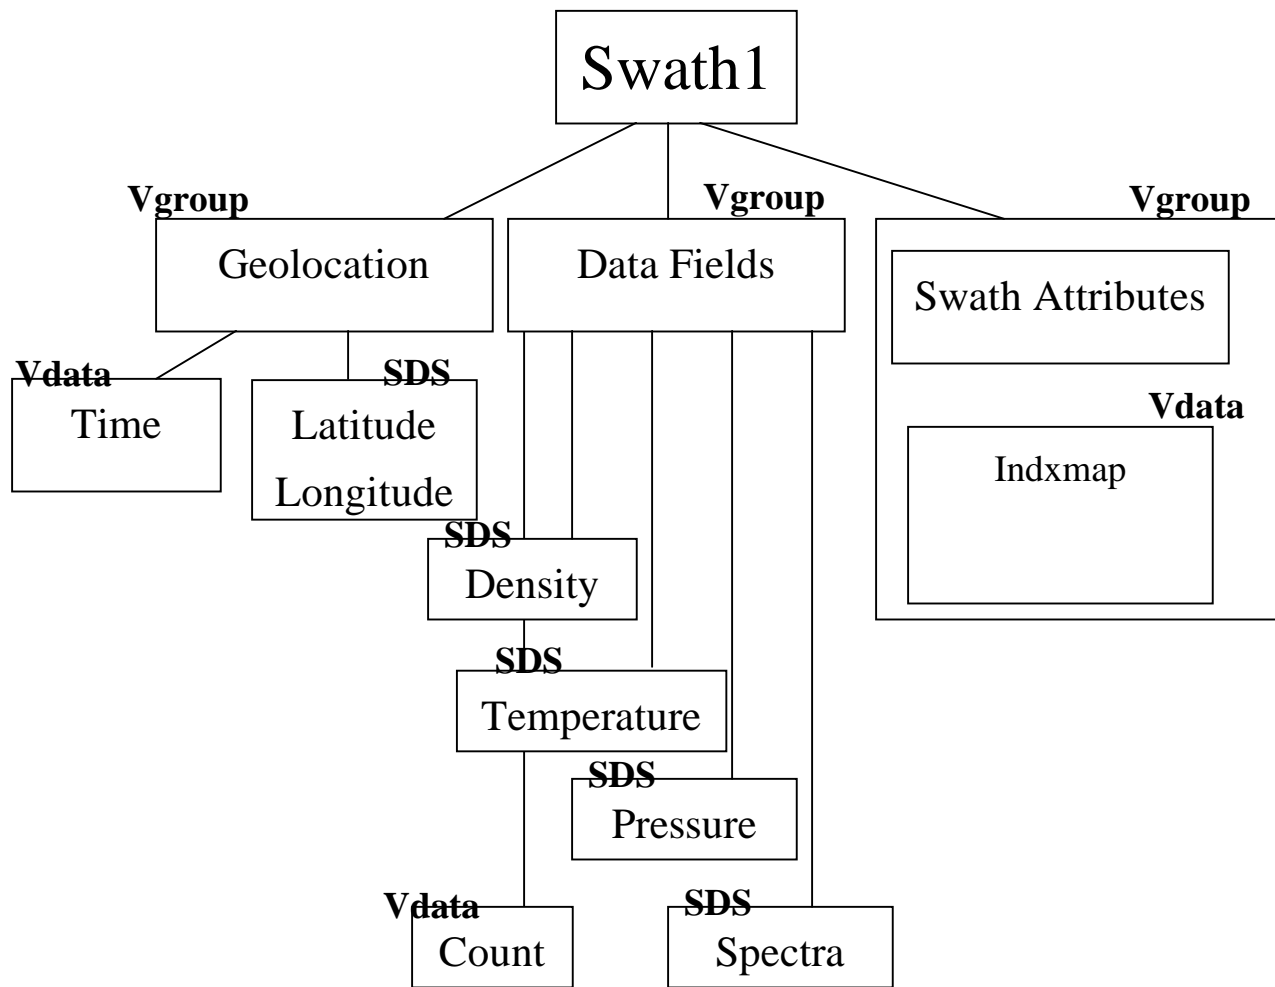 Swath1
Vgroup
Vgroup
Vgroup
Geolocation
Data Fields
Swath Attributes
Vdata
SDS
Vdata
Time
Latitude
Longitude
Indxmap
SDS
Density
SDS
Temperature
SDS
Pressure
Vdata
SDS
Count
Spectra